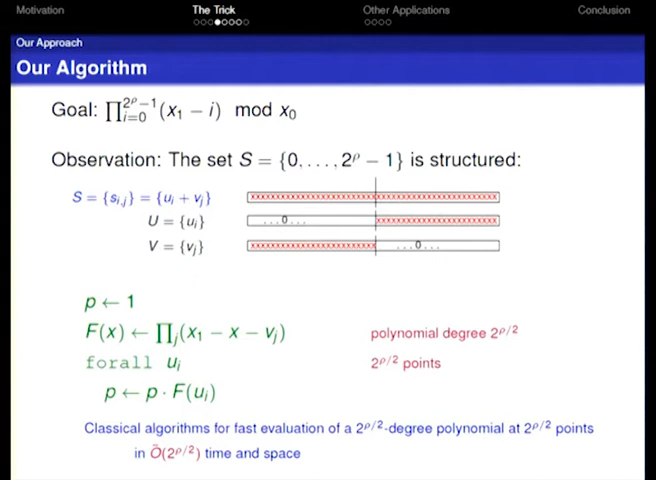 Motivation The Trick Other Applications Conclusion
Our Approach
Our Algorithm
Goal: ∏_{i=0}^{2^ρ−1}(x₁ − i) mod x₀
Observation: The set S = {0, . . . , 2^ρ − 1} is structured:
S = {s_{i,j}} = {u_i + v_j}
U = {u_i} . . . 0 . . .
V = {v_j} . . . 0 . . .
p ← 1
F(x) ← ∏_j(x₁ − x − v_j) polynomial degree 2^{ρ/2}
forall u_i 2^{ρ/2} points
p ← p · F(u_i)
Classical algorithms for fast evaluation of a 2^{ρ/2}-degree polynomial at 2^{ρ/2} points
in Õ(2^{ρ/2}) time and space